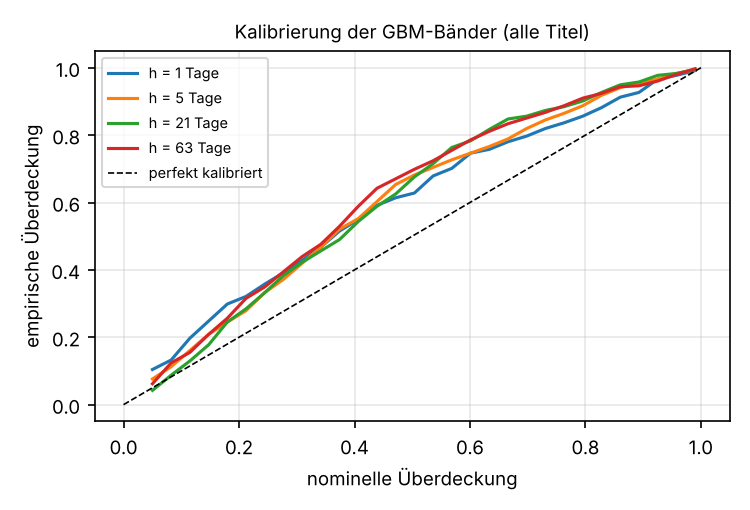 Kalibrierung der GBM-Bänder (alle Titel)
h = 1 Tage
h = 5 Tage
h = 21 Tage
h = 63 Tage
perfekt kalibriert
empirische Überdeckung
1.0
0.8
0.6
0.4
0.2
0.0
0.0 0.2 0.4 0.6 0.8 1.0
nominelle Überdeckung